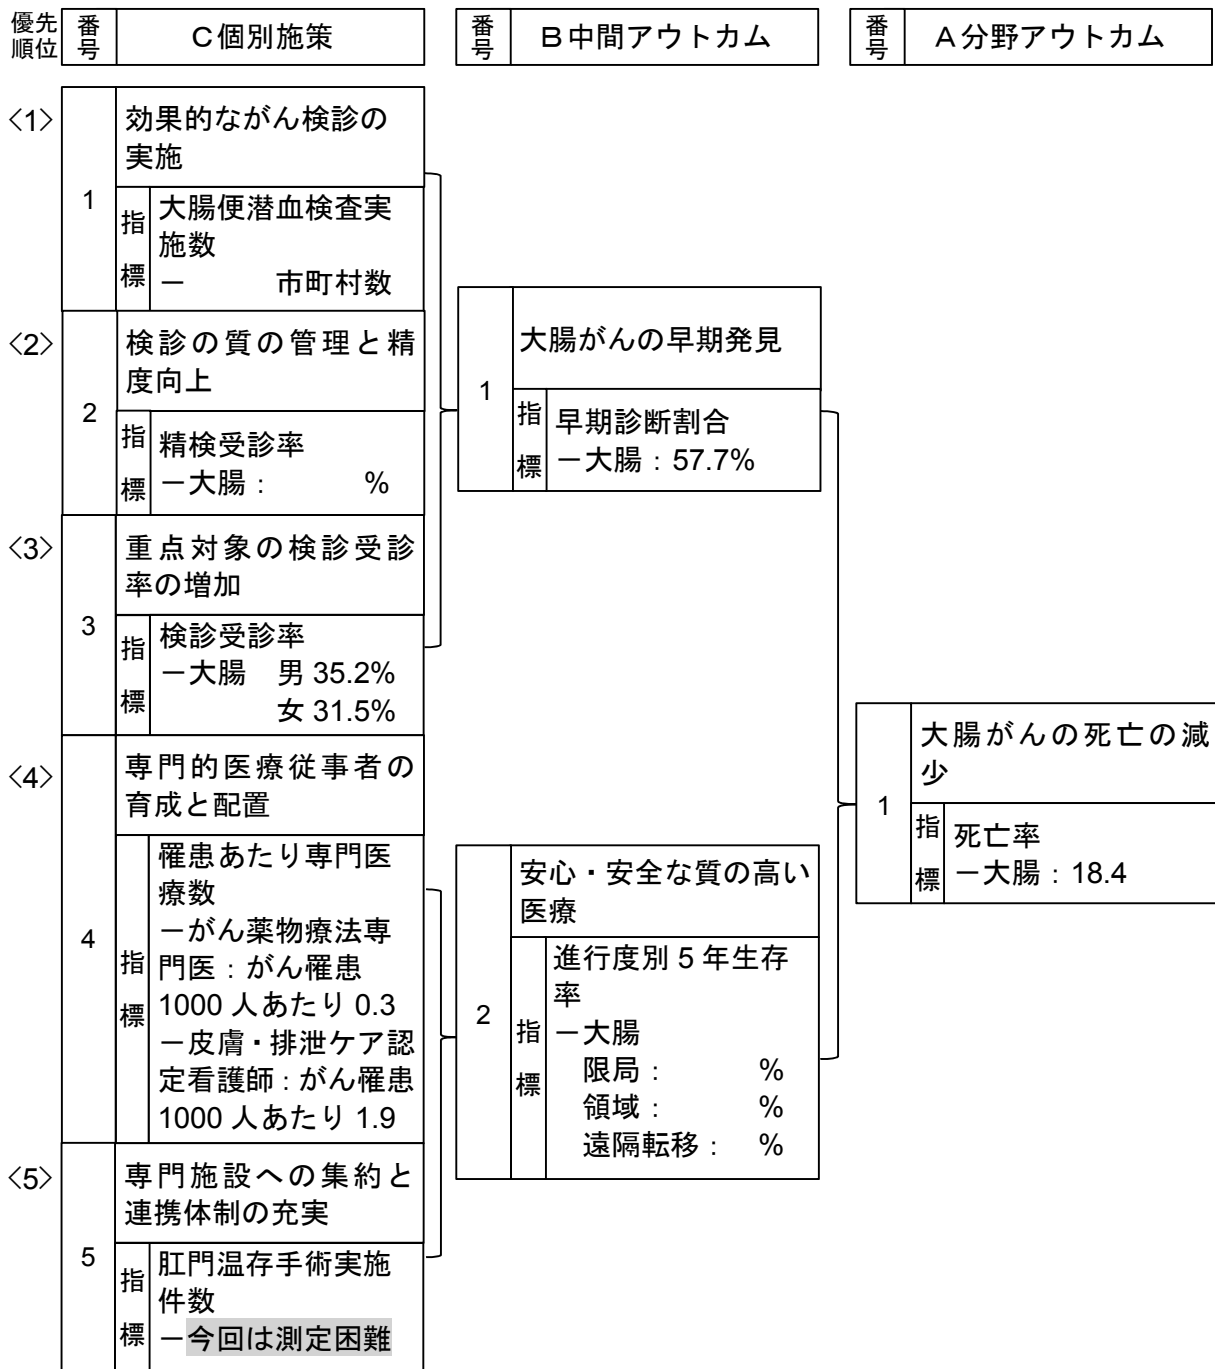 優先
順位
番
号
C個別施策
番
号
B中間アウトカム
番
号
A分野アウトカム
〈1〉
1
効果的ながん検診の
実施
指
標
大腸便潜血検査実
施数
－ 市町村数
〈2〉
2
検診の質の管理と精
度向上
指
標
精検受診率
－大腸： %
〈3〉
3
重点対象の検診受診
率の増加
指
標
検診受診率
－大腸 男 35.2%
女 31.5%
〈4〉
4
専門的医療従事者の
育成と配置
指
標
罹患あたり専門医
療数
－がん薬物療法専
門医：がん罹患
1000 人あたり 0.3
－皮膚・排泄ケア認
定看護師：がん罹患
1000 人あたり 1.9
〈5〉
5
専門施設への集約と
連携体制の充実
指
標
肛門温存手術実施
件数
－今回は測定困難
1
大腸がんの早期発見
指
標
早期診断割合
－大腸：57.7%
2
安心・安全な質の高い
医療
指
標
進行度別 5 年生存
率
－大腸
限局： %
領域： %
遠隔転移： %
1
大腸がんの死亡の減
少
指
標
死亡率
－大腸：18.4